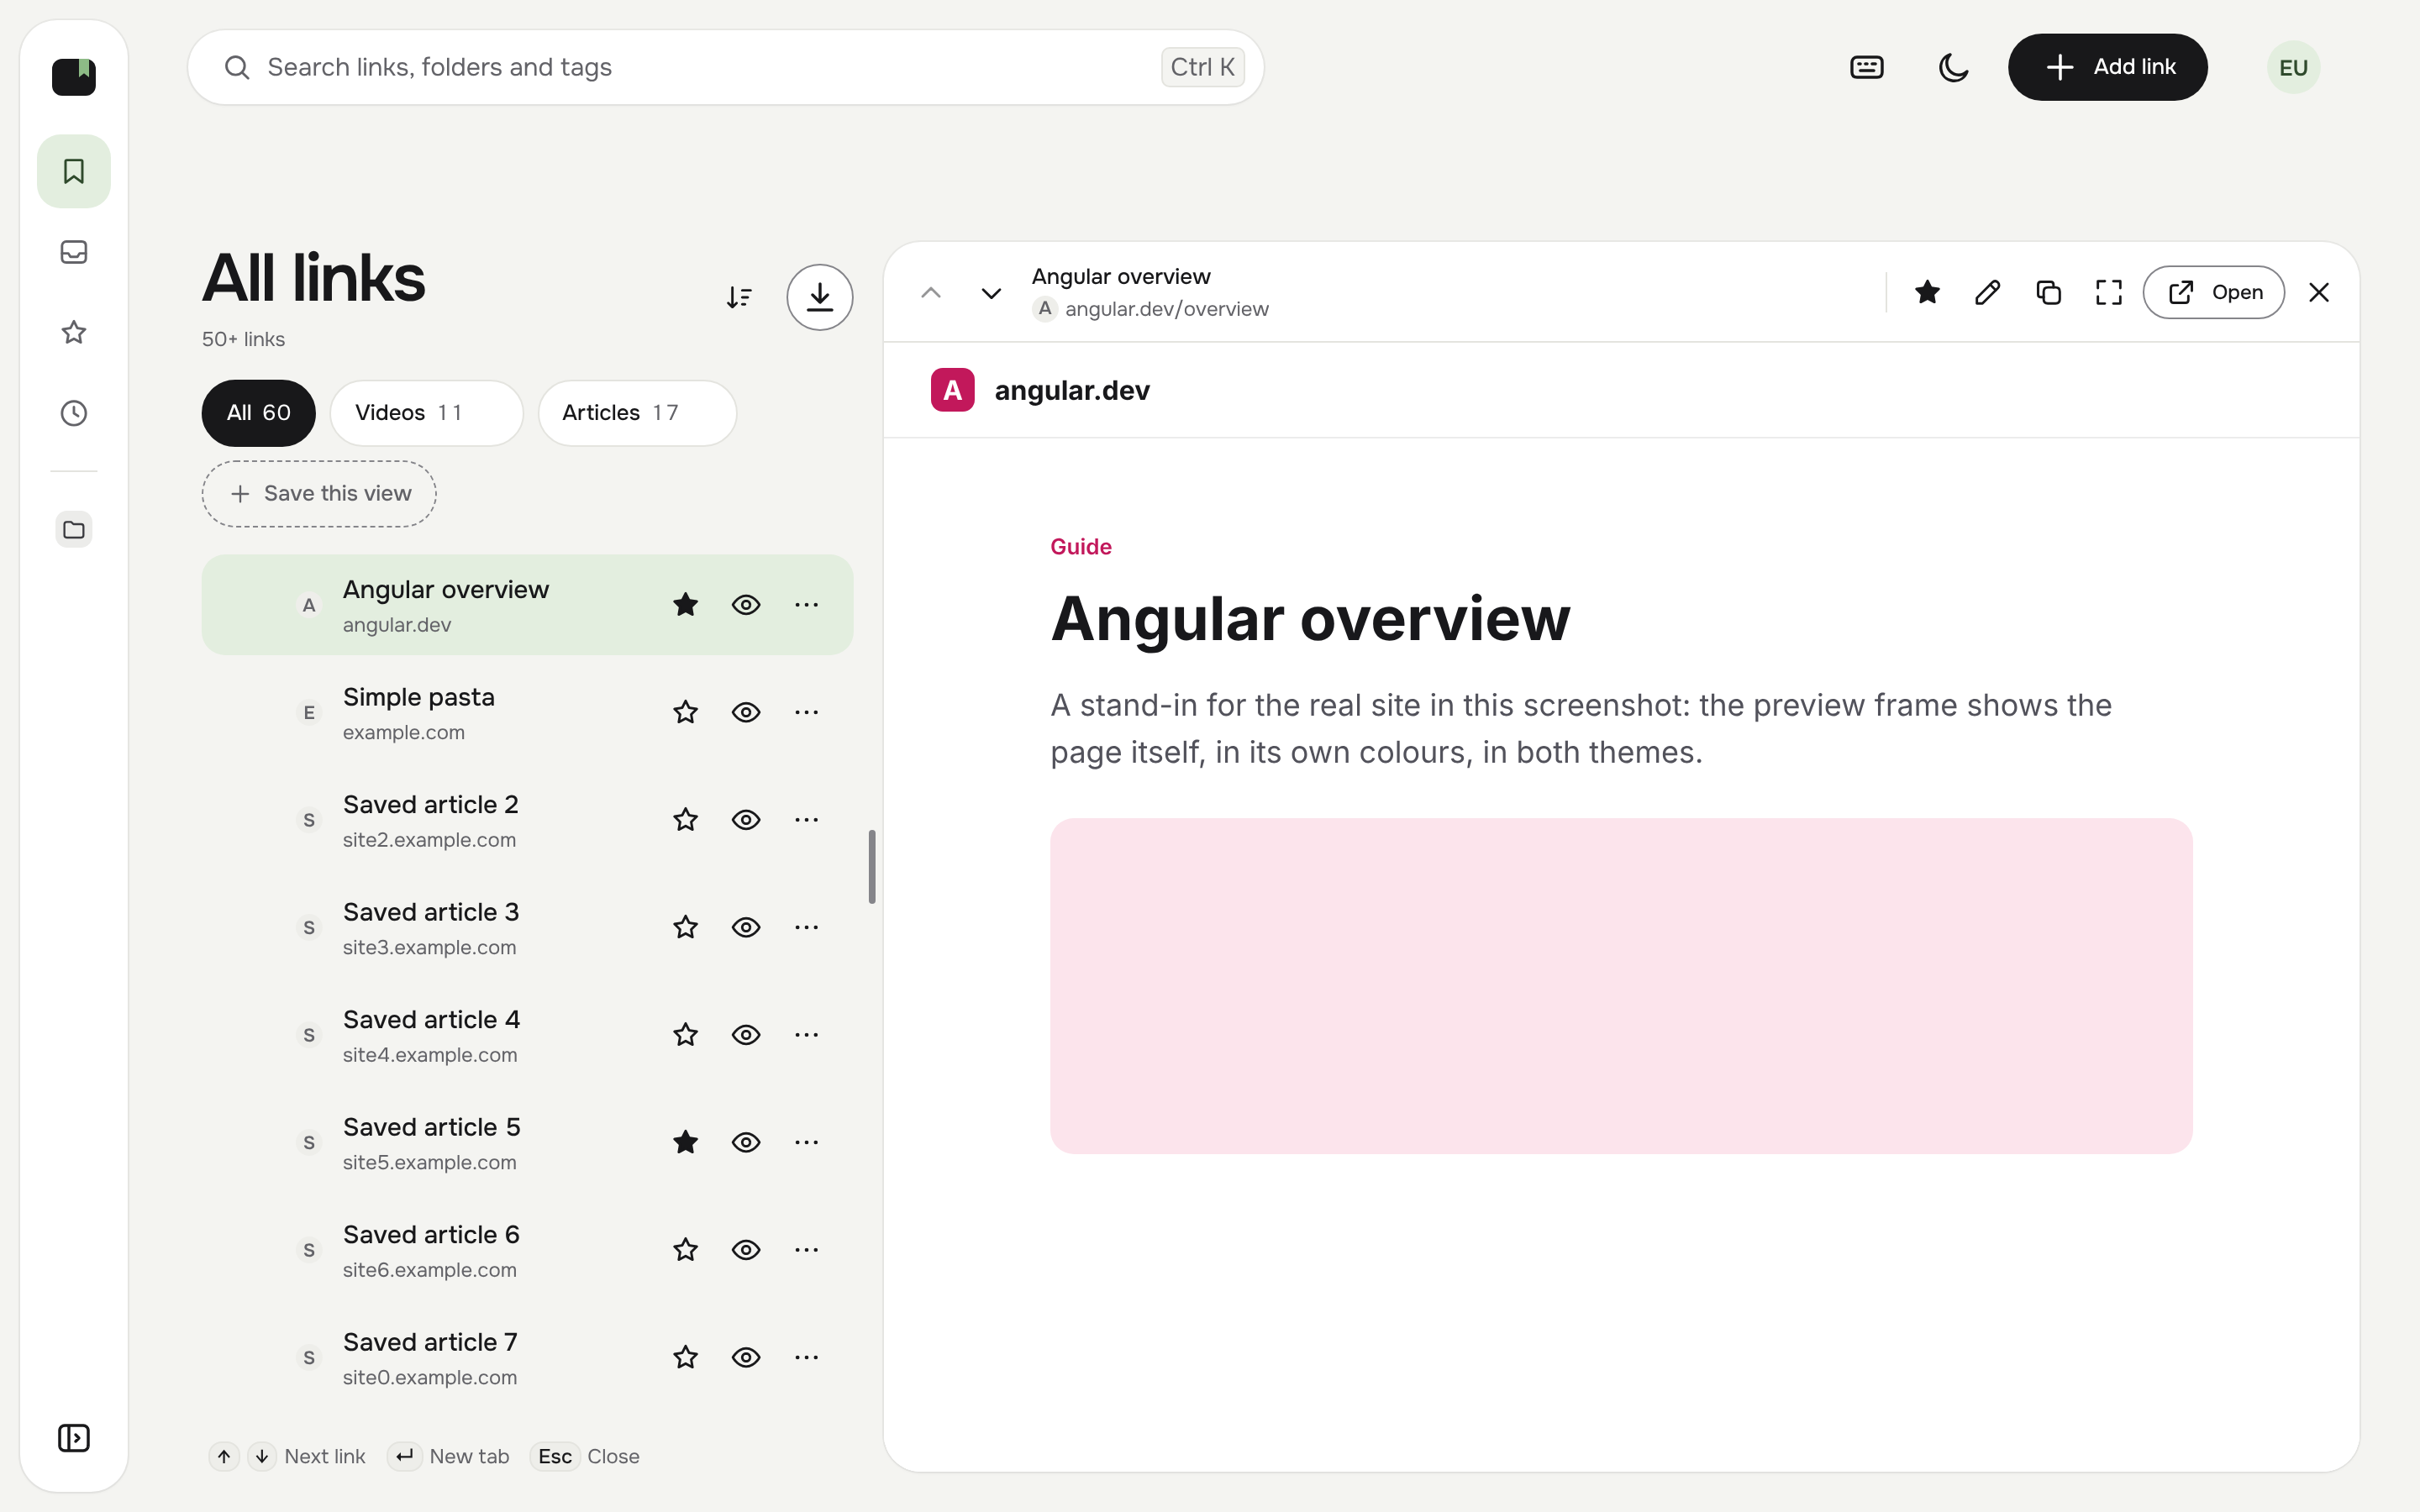 Search links, folders and tags
Ctrl K
Add link
EU
All links
50+ links
All 60
Videos 11
Articles 17
Save this view
A
Angular overview
angular.dev
E
Simple pasta
example.com
S
Saved article 2
site2.example.com
S
Saved article 3
site3.example.com
S
Saved article 4
site4.example.com
S
Saved article 5
site5.example.com
S
Saved article 6
site6.example.com
S
Saved article 7
site0.example.com
Next link
New tab
Esc Close
Angular overview
A angular.dev/overview
Open
A angular.dev
Guide
Angular overview
A stand-in for the real site in this screenshot: the preview frame shows the
page itself, in its own colours, in both themes.